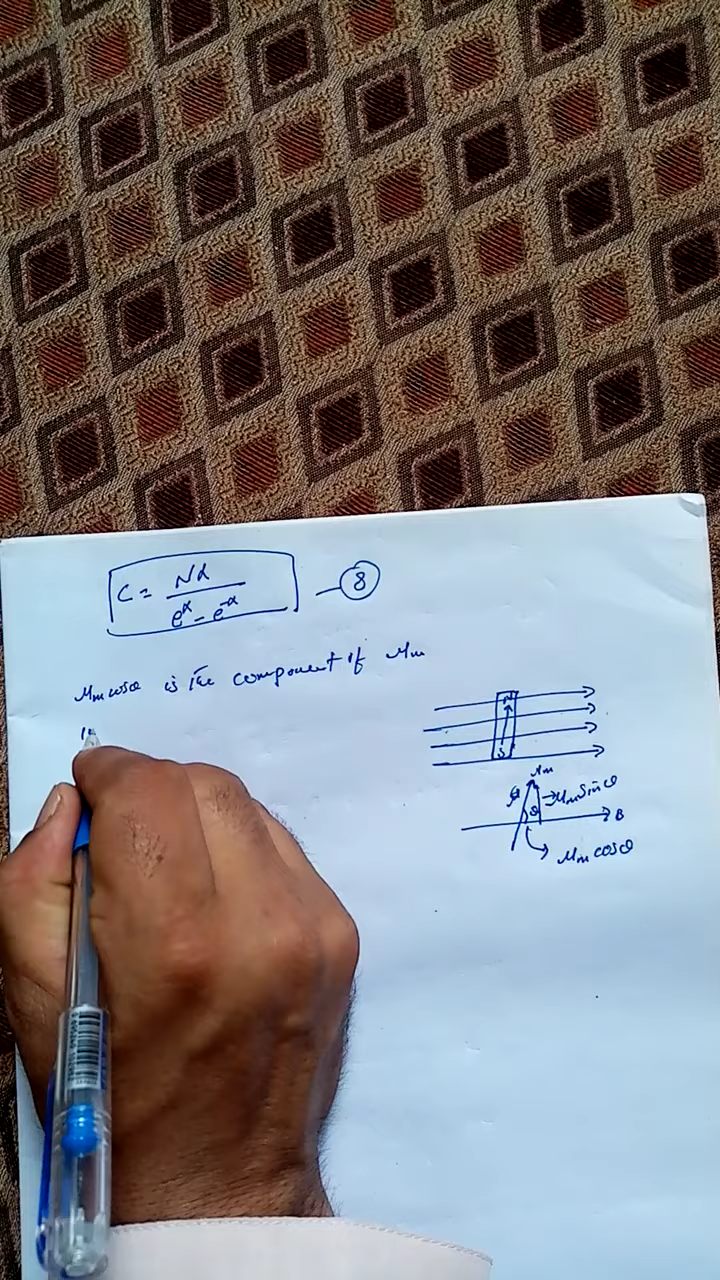 C = Nα / e^α − e^-α — 8
μm cosθ is the component of μm
N
S
μm
→ μm Sinθ
θ
B
μm cosθ